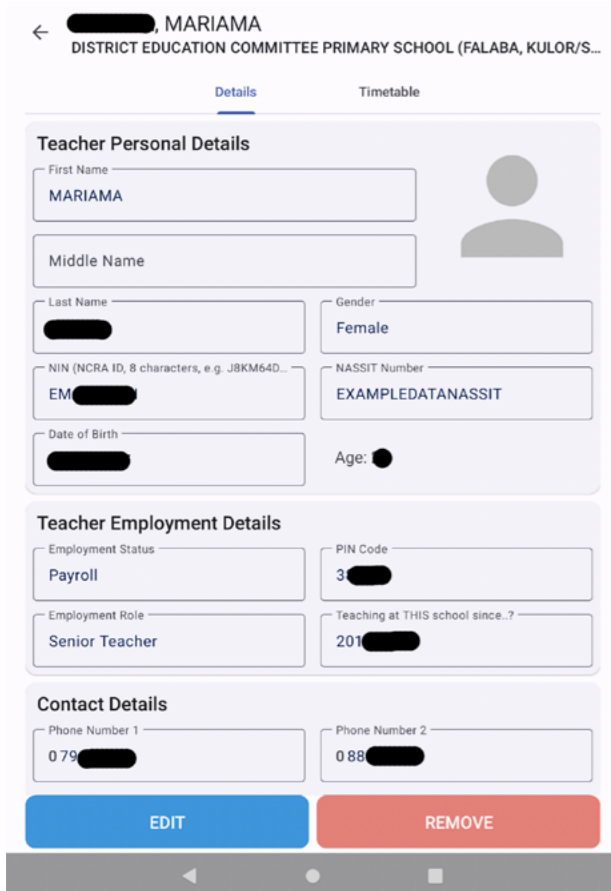 , MARIAMA
DISTRICT EDUCATION COMMITTEE PRIMARY SCHOOL (FALABA, KULOR/S...
Details Timetable
Teacher Personal Details
First Name
MARIAMA
Middle Name
Last Name Gender
Female
NIN (NCRA ID, 8 characters, e.g. J8KM64D... NASSIT Number
EM EXAMPLEDATANASSIT
Date of Birth
Age:
Teacher Employment Details
Employment Status PIN Code
Payroll 3
Employment Role Teaching at THIS school since..?
Senior Teacher 201
Contact Details
Phone Number 1 Phone Number 2
079 088
EDIT REMOVE